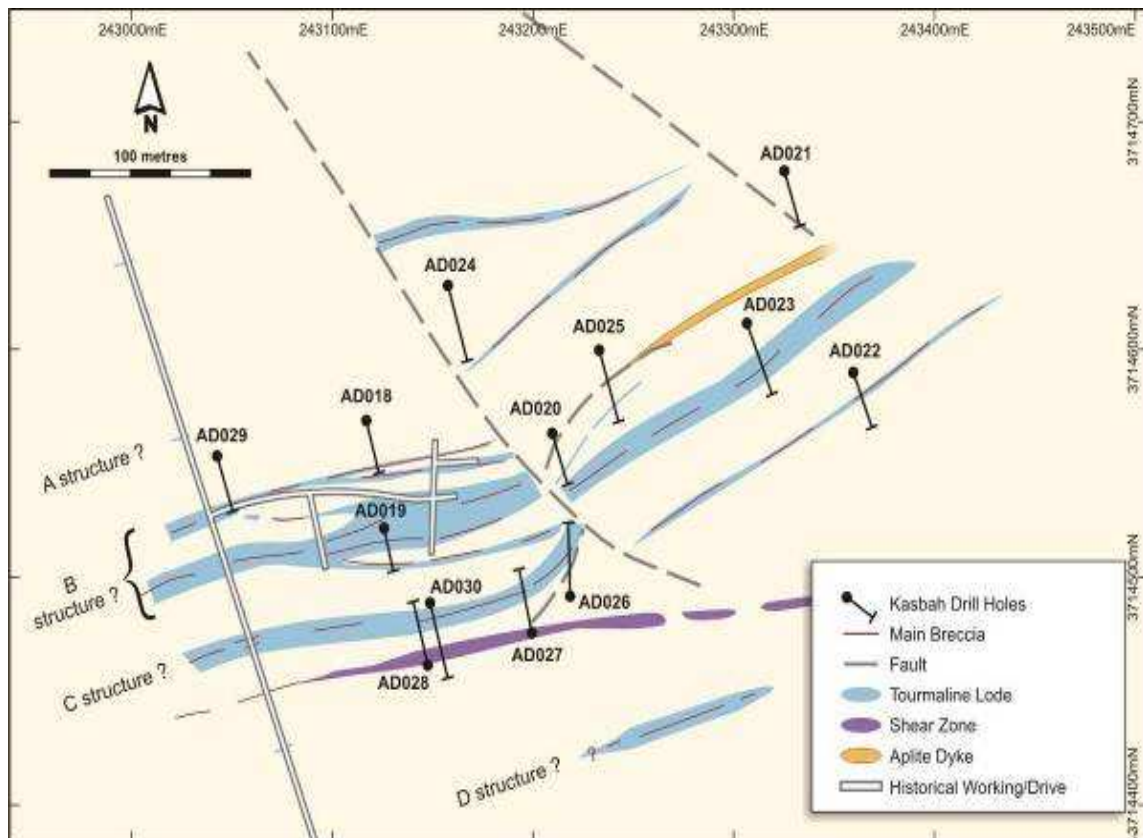 243000mE 243100mE 243200mE 243300mE 243400mE 243500mE
3714700mN
N
100 metres
AD021
AD024
AD023
AD025
3714600mN
AD022
AD018
AD020
AD029
A structure ?
AD019
B
structure ?
3714500mN
AD030
AD026
AD027
C structure ?
AD028
D structure ?
?
3714400mN
Kasbah Drill Holes
Main Breccia
Fault
Tourmaline Lode
Shear Zone
Aplite Dyke
Historical Working/Drive